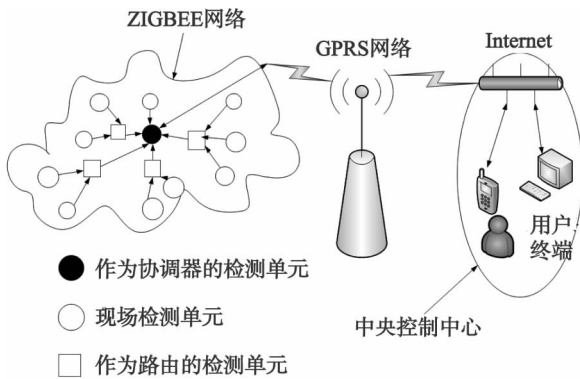 ZIGBEE网络
GPRS网络
Internet
用户
终端
作为协调器的检测单元
现场检测单元
中央控制中心
作为路由的检测单元